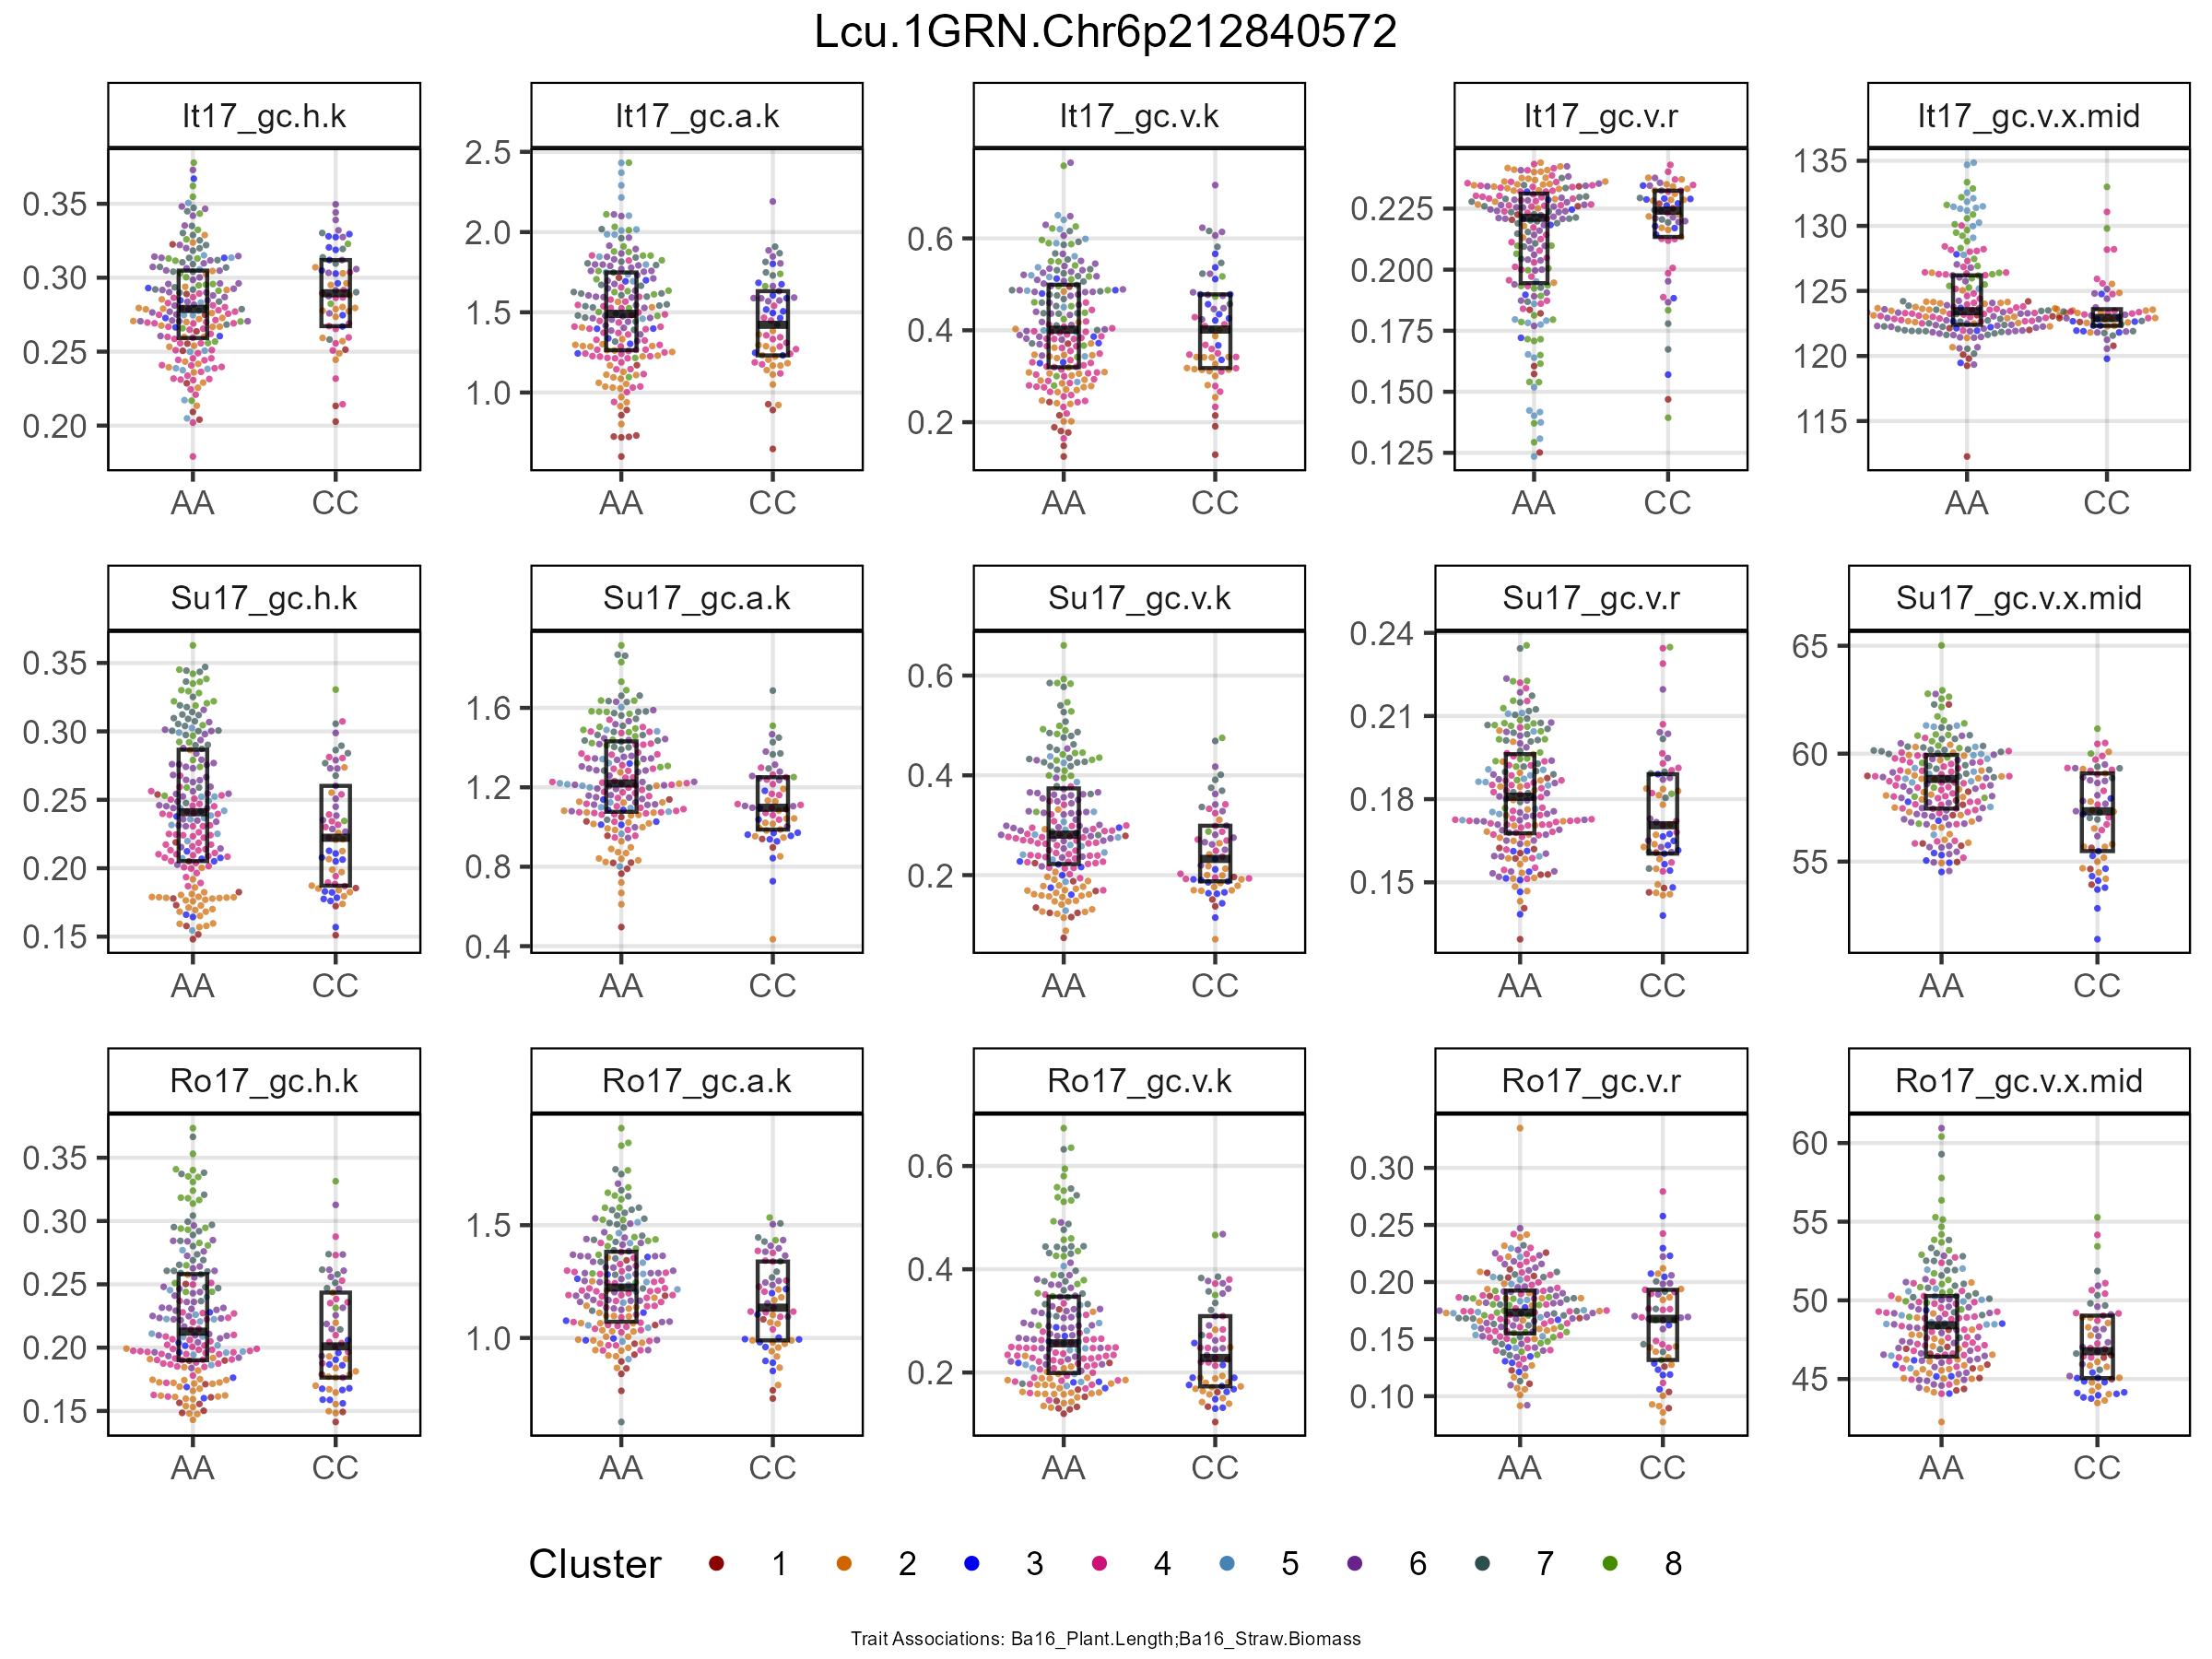 Lcu.1GRN.Chr6p212840572
It17_gc.h.k It17_gc.a.k It17_gc.v.k It17_gc.v.r It17_gc.v.x.mid
0.35 0.30 0.25 0.20
2.5 2.0 1.5 1.0
0.6 0.4 0.2
0.225 0.200 0.175 0.150 0.125
135 130 125 120 115
AA CC AA CC AA CC AA CC AA CC
Su17_gc.h.k Su17_gc.a.k Su17_gc.v.k Su17_gc.v.r Su17_gc.v.x.mid
0.35 0.30 0.25 0.20 0.15
1.6 1.2 0.8 0.4
0.6 0.4 0.2
0.24 0.21 0.18 0.15
65 60 55
AA CC AA CC AA CC AA CC AA CC
Ro17_gc.h.k Ro17_gc.a.k Ro17_gc.v.k Ro17_gc.v.r Ro17_gc.v.x.mid
0.35 0.30 0.25 0.20 0.15
1.5 1.0
0.6 0.4 0.2
0.30 0.25 0.20 0.15 0.10
60 55 50 45
AA CC AA CC AA CC AA CC AA CC
Cluster 1 2 3 4 5 6 7 8
Trait Associations: Ba16_Plant.Length;Ba16_Straw.Biomass